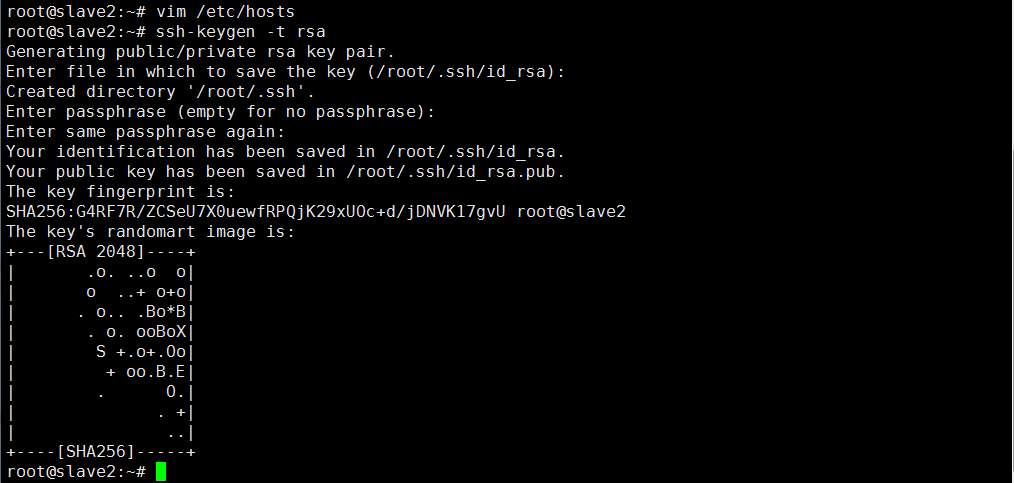 root@slave2:~# vim /etc/hosts
root@slave2:~# ssh-keygen -t rsa
Generating public/private rsa key pair.
Enter file in which to save the key (/root/.ssh/id_rsa):
Created directory '/root/.ssh'.
Enter passphrase (empty for no passphrase):
Enter same passphrase again:
Your identification has been saved in /root/.ssh/id_rsa.
Your public key has been saved in /root/.ssh/id_rsa.pub.
The key fingerprint is:
SHA256:G4RF7R/ZCSeU7X0uewfRPQjK29xUOc+d/jDNVK17gvU root@slave2
The key's randomart image is:
+---[RSA 2048]----+
|        .o. ..o  o|
|        o  ..+ o+o|
|       . o.. .Bo*B|
|        . o. ooBoX|
|         S +.o+.Oo|
|          + oo.B.E|
|         .      O.|
|               . +|
|                ..|
+----[SHA256]-----+
root@slave2:~#